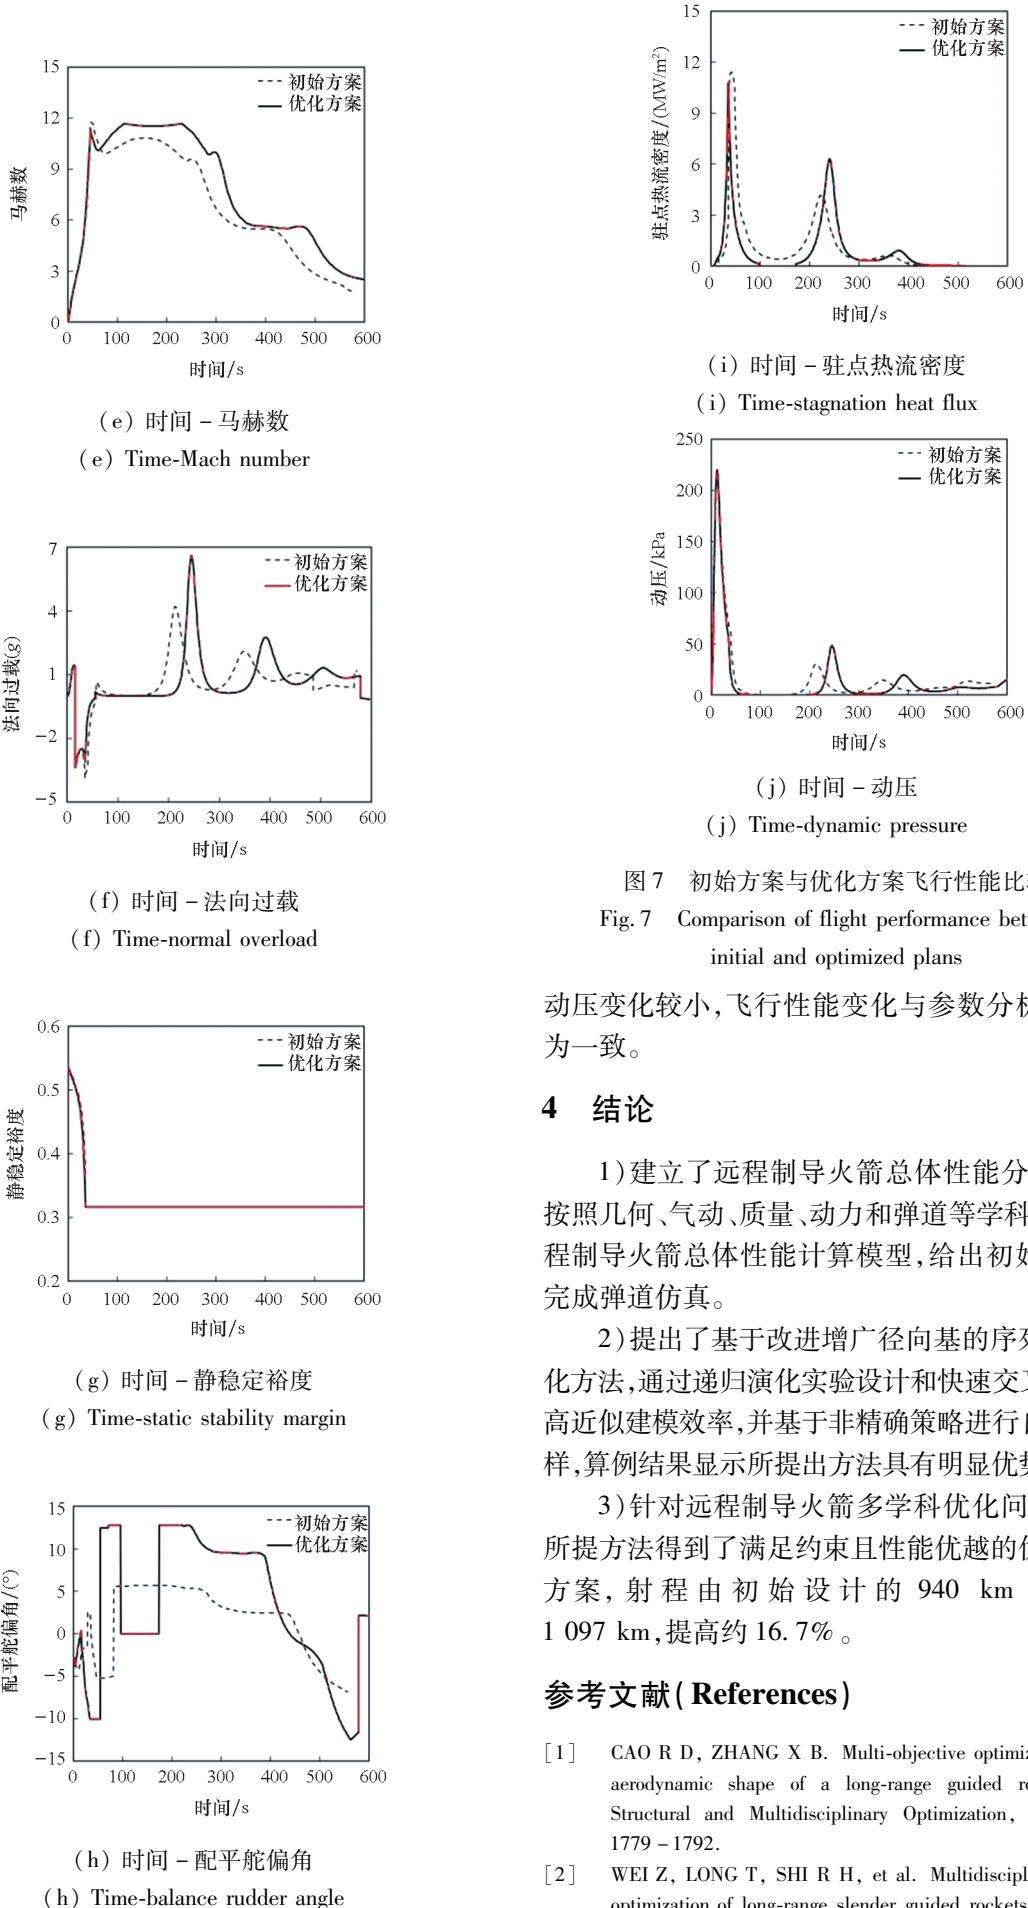 15
12
9
6
3
0
马赫数
初始方案
优化方案
0 100 200 300 400 500 600
时间/s
(e) 时间－马赫数
(e) Time-Mach number
7
4
1
−2
−5
法向过载(g)
初始方案
优化方案
0 100 200 300 400 500 600
时间/s
(f) 时间－法向过载
(f) Time-normal overload
0.6
0.5
0.4
0.3
0.2
静稳定裕度
初始方案
优化方案
0 100 200 300 400 500 600
时间/s
(g) 时间－静稳定裕度
(g) Time-static stability margin
15
10
5
0
−5
−10
−15
配平舵偏角/(°)
初始方案
优化方案
0 100 200 300 400 500 600
时间/s
(h) 时间－配平舵偏角
(h) Time-balance rudder angle
15
12
9
6
3
0
驻点热流密度/(MW/m²)
初始方案
优化方案
0 100 200 300 400 500 600
时间/s
(i) 时间－驻点热流密度
(i) Time-stagnation heat flux
250
200
150
100
50
0
动压/kPa
初始方案
优化方案
0 100 200 300 400 500 600
时间/s
(j) 时间－动压
(j) Time-dynamic pressure
图 7 初始方案与优化方案飞行性能比
Fig. 7 Comparison of flight performance bet
initial and optimized plans
动压变化较小,飞行性能变化与参数分
为一致。
4 结论
1)建立了远程制导火箭总体性能分
按照几何、气动、质量、动力和弹道等学科
程制导火箭总体性能计算模型,给出初
完成弹道仿真。
2)提出了基于改进增广径向基的序
化方法,通过递归演化实验设计和快速交
高近似建模效率,并基于非精确策略进行
样,算例结果显示所提出方法具有明显优
3)针对远程制导火箭多学科优化问
所提方法得到了满足约束且性能优越的
方案, 射 程 由 初 始 设 计 的 940 km
1 097 km,提高约 16. 7% 。
参考文献( References)
[1] CAO R D, ZHANG X B. Multi-objective optimiz
aerodynamic shape of a long-range guided r
Structural and Multidisciplinary Optimization,
1779－1792.
[2] WEI Z, LONG T, SHI R H, et al. Multidiscipl
optimization of long-range slender guided rockets